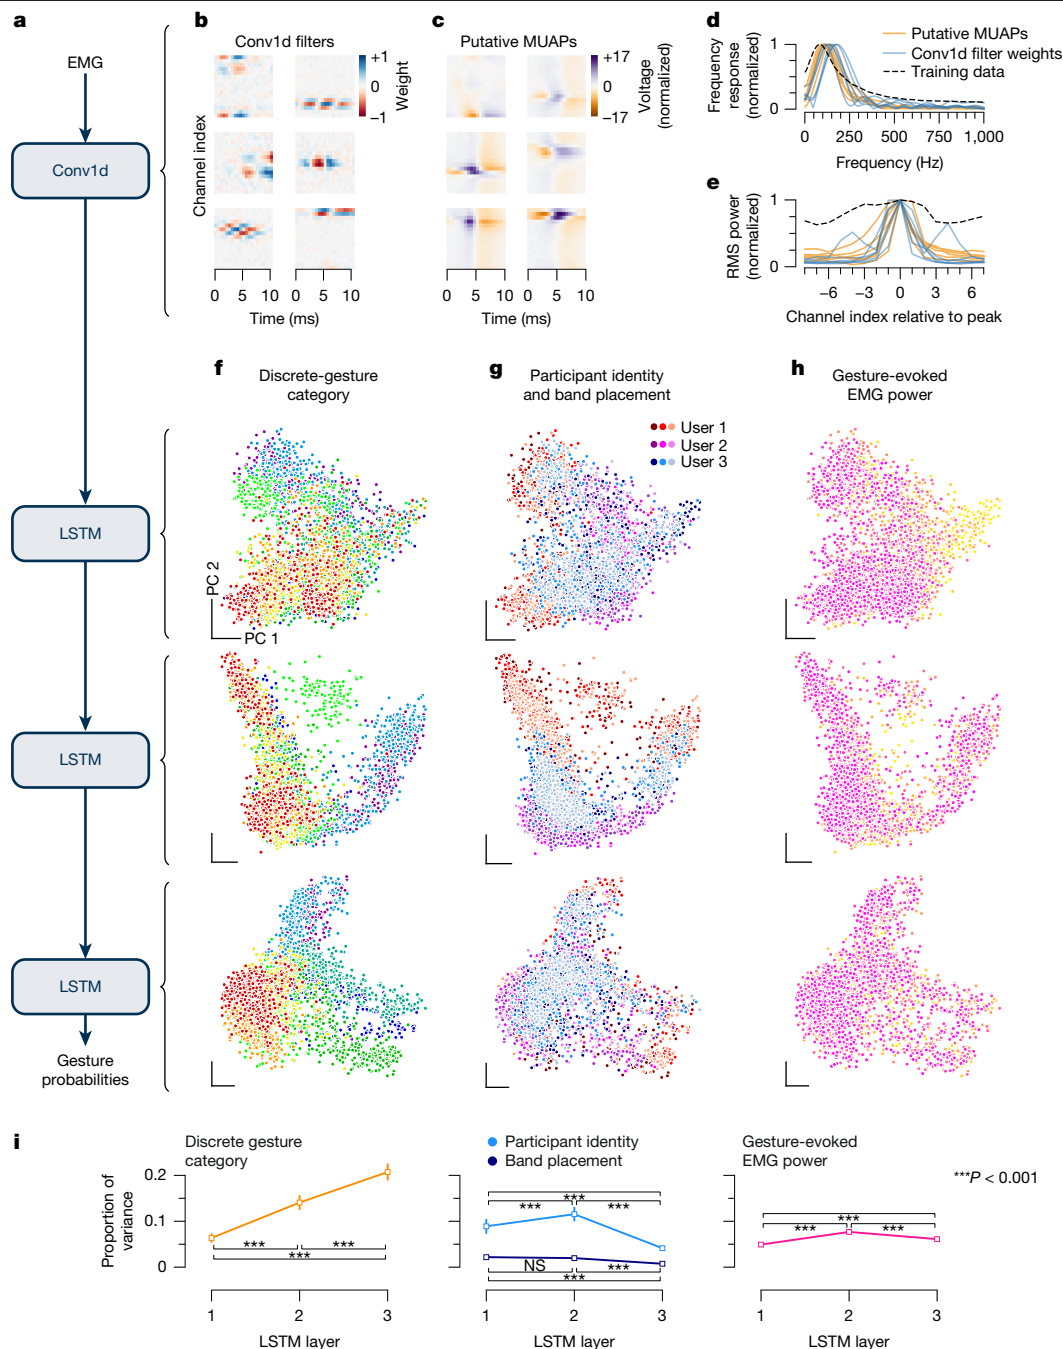 a
EMG
Conv1d
LSTM
LSTM
LSTM
Gesture
probabilities
b
Conv1d filters
Channel index
+1
0
−1
Weight
0 5 10
0 5 10
Time (ms)
c
Putative MUAPs
+17
0
−17
Voltage
(normalized)
0 5 10
0 5 10
Time (ms)
d
Frequency
response
(normalized)
1
0
Putative MUAPs
Conv1d filter weights
Training data
0 250 500 750 1,000
Frequency (Hz)
e
RMS power
(normalized)
1
0
−6 −3 0 3 6
Channel index relative to peak
f
Discrete-gesture
category
PC 2
PC 1
g
Participant identity
and band placement
User 1
User 2
User 3
h
Gesture-evoked
EMG power
i
Discrete gesture
category
Proportion of
variance
0.2
0.1
0
***
***
***
1 2 3
LSTM layer
Participant identity
Band placement
***
***
***
NS
***
***
1 2 3
LSTM layer
Gesture-evoked
EMG power
***
***
***
1 2 3
LSTM layer
***P < 0.001